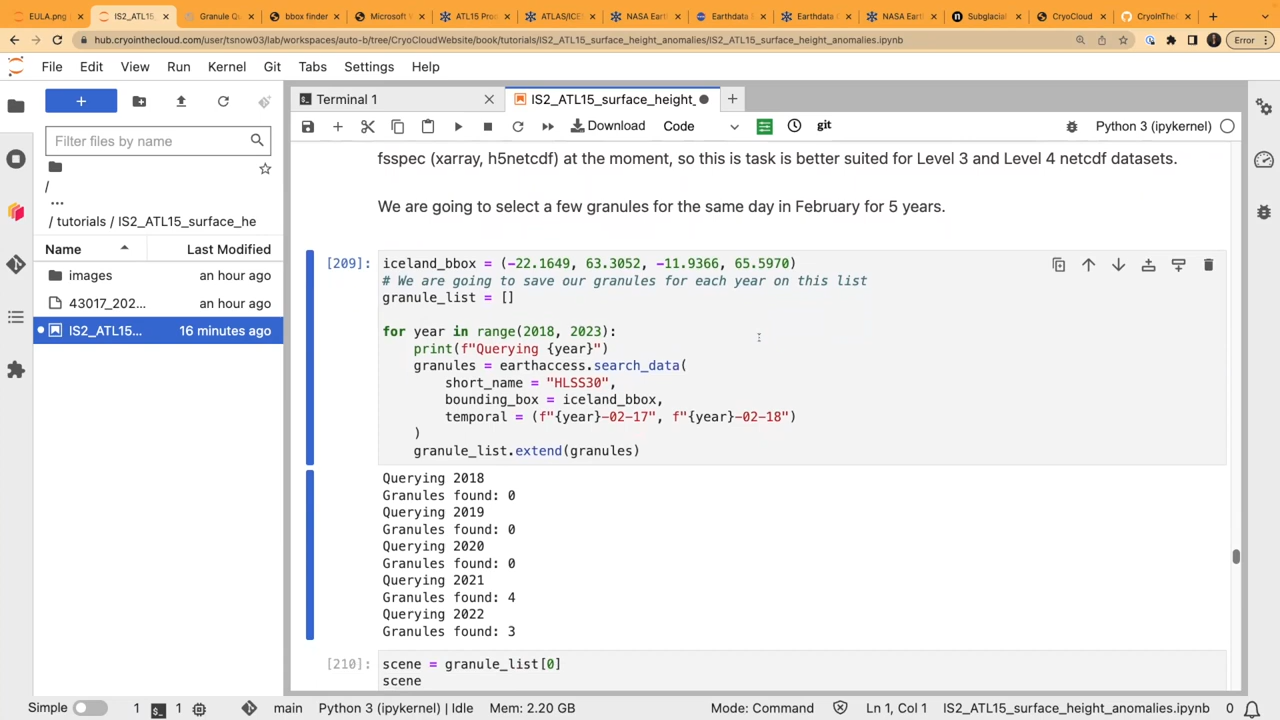 EULA.png
IS2_ATL15_
Granule Qu
bbox finder
Microsoft
ATL15 Pro
ATLAS/ICE
NASA Eart
Earthdata
Earthdata
NASA Eart
Subglacial
CryoCloud
CryoInThe
hub.cryointhecloud.com/user/tsnow03/lab/workspaces/auto-b/tree/CryoCloudWebsite/book/tutorials/IS2_ATL15_surface_height_anomalies/IS2_ATL15_surface_height_anomalies.ipynb
Error
File Edit View Run Kernel Git Tabs Settings Help
Terminal 1
IS2_ATL15_surface_height_
Filter files by name
Download Code git Python 3 (ipykernel)
/
...
/ tutorials / IS2_ATL15_surface_he
Name Last Modified
images an hour ago
43017_202... an hour ago
IS2_ATL15... 16 minutes ago
fsspec (xarray, h5netcdf) at the moment, so this is task is better suited for Level 3 and Level 4 netcdf datasets.
We are going to select a few granules for the same day in February for 5 years.
[209]: iceland_bbox = (-22.1649, 63.3052, -11.9366, 65.5970)
# We are going to save our granules for each year on this list
granule_list = []
for year in range(2018, 2023):
print(f"Querying {year}")
granules = earthaccess.search_data(
short_name = "HLSS30",
bounding_box = iceland_bbox,
temporal = (f"{year}-02-17", f"{year}-02-18")
)
granule_list.extend(granules)
Querying 2018
Granules found: 0
Querying 2019
Granules found: 0
Querying 2020
Granules found: 0
Querying 2021
Granules found: 4
Querying 2022
Granules found: 3
[210]: scene = granule_list[0]
scene
Simple 1 1 main Python 3 (ipykernel) | Idle Mem: 2.20 GB Mode: Command Ln 1, Col 1 IS2_ATL15_surface_height_anomalies.ipynb 0